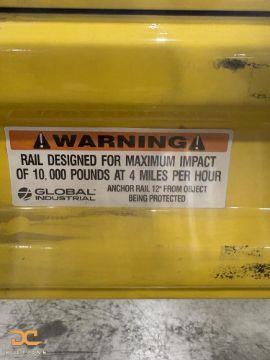 WARNING
RAIL DESIGNED FOR MAXIMUM IMPACT
OF 10,000 POUNDS AT 4 MILES PER HOUR
GLOBAL
INDUSTRIAL
ANCHOR RAIL 12" FROM OBJECT
BEING PROTECTED